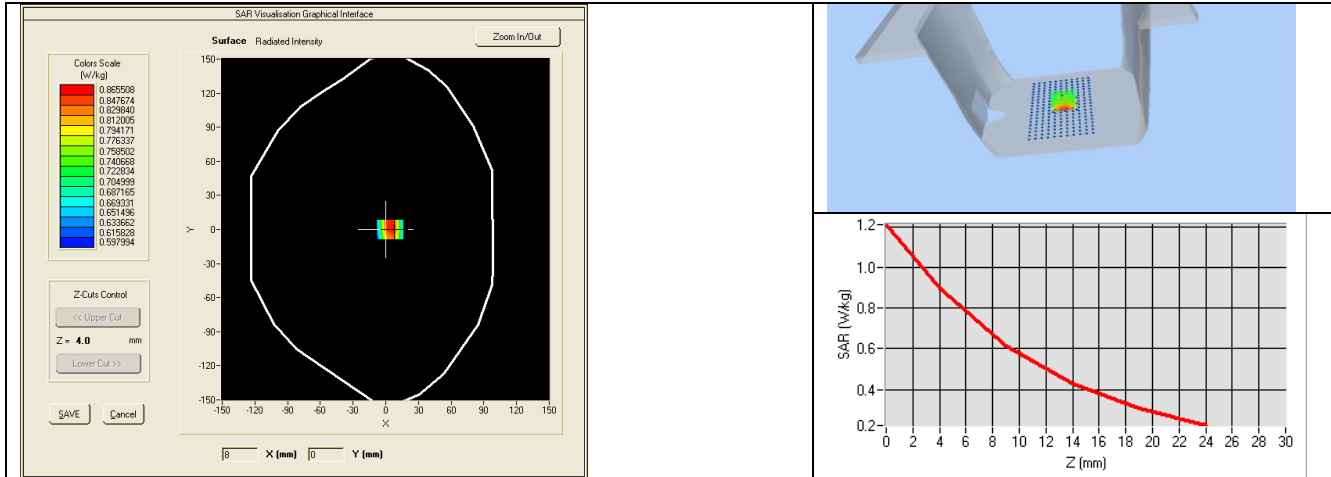 SAR Visualisation Graphical Interface
Surface Radiated Intensity
Zoom In/Out
Colors Scale
(W/kg)
0.865508
0.847674
0.829840
0.812005
0.794171
0.776337
0.758502
0.740668
0.722834
0.704999
0.687165
0.669331
0.651496
0.633662
0.615828
0.597994
Z-Cuts Control
<< Upper Cut
Z = 4.0 mm
Lower Cut >>
SAVE Cancel
150
120
90
60
30
Y 0
-30
-60
-90
-120
-150
-150 -120 -90 -60 -30 0 30 60 90 120 150
X
8 X (mm) 0 Y (mm)
1.2
1.0
0.8
0.6
0.4
0.2
SAR (W/kg)
0 2 4 6 8 10 12 14 16 18 20 22 24 26 28 30
Z (mm)